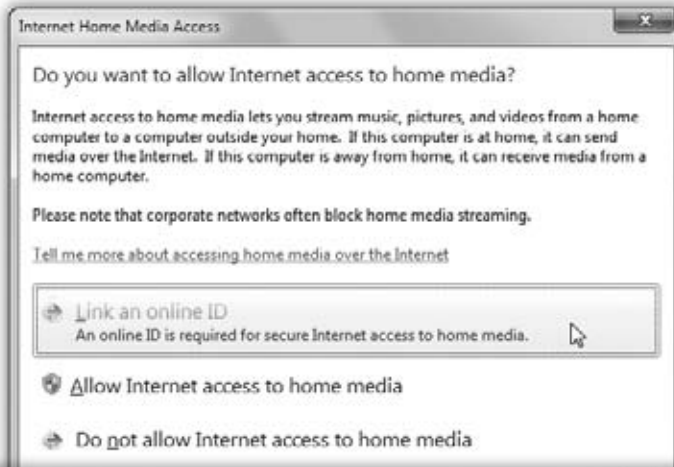 Internet Home Media Access
Do you want to allow Internet access to home media?
Internet access to home media lets you stream music, pictures, and videos from a home
computer to a computer outside your home. If this computer is at home, it can send
media over the Internet. If this computer is away from home, it can receive media from a
home computer.
Please note that corporate networks often block home media streaming.
Tell me more about accessing home media over the Internet
Link an online ID
An online ID is required for secure Internet access to home media.
Allow Internet access to home media
Do not allow Internet access to home media